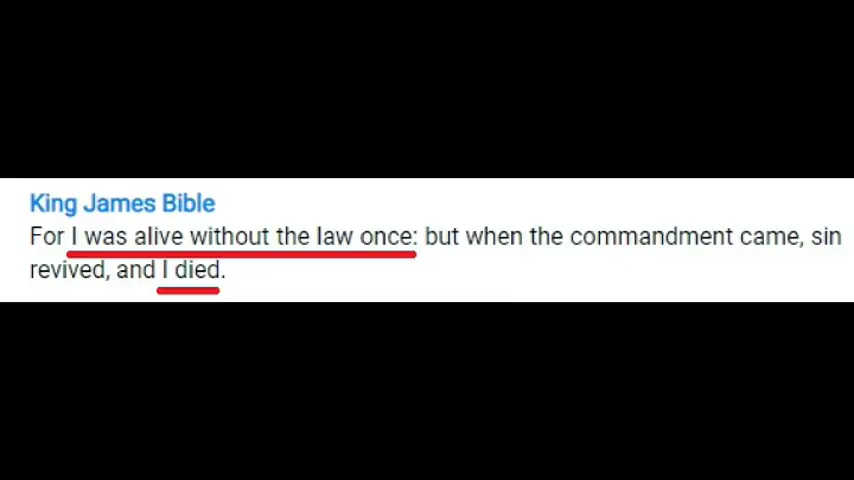 King James Bible
For I was alive without the law once: but when the commandment came, sin
revived, and I died.